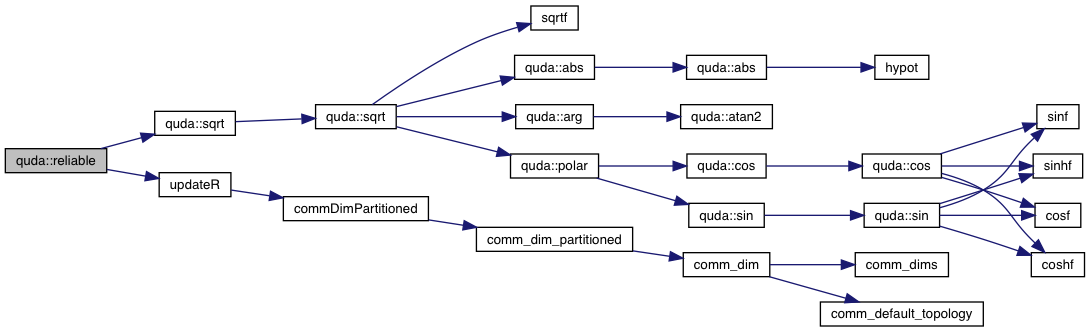 sqrtf
quda::abs
quda::abs
hypot
quda::sqrt
quda::sqrt
quda::arg
quda::atan2
sinf
quda::reliable
quda::polar
quda::cos
quda::cos
sinhf
updateR
commDimPartitioned
quda::sin
quda::sin
cosf
comm_dim_partitioned
comm_dim
comm_dims
coshf
comm_default_topology